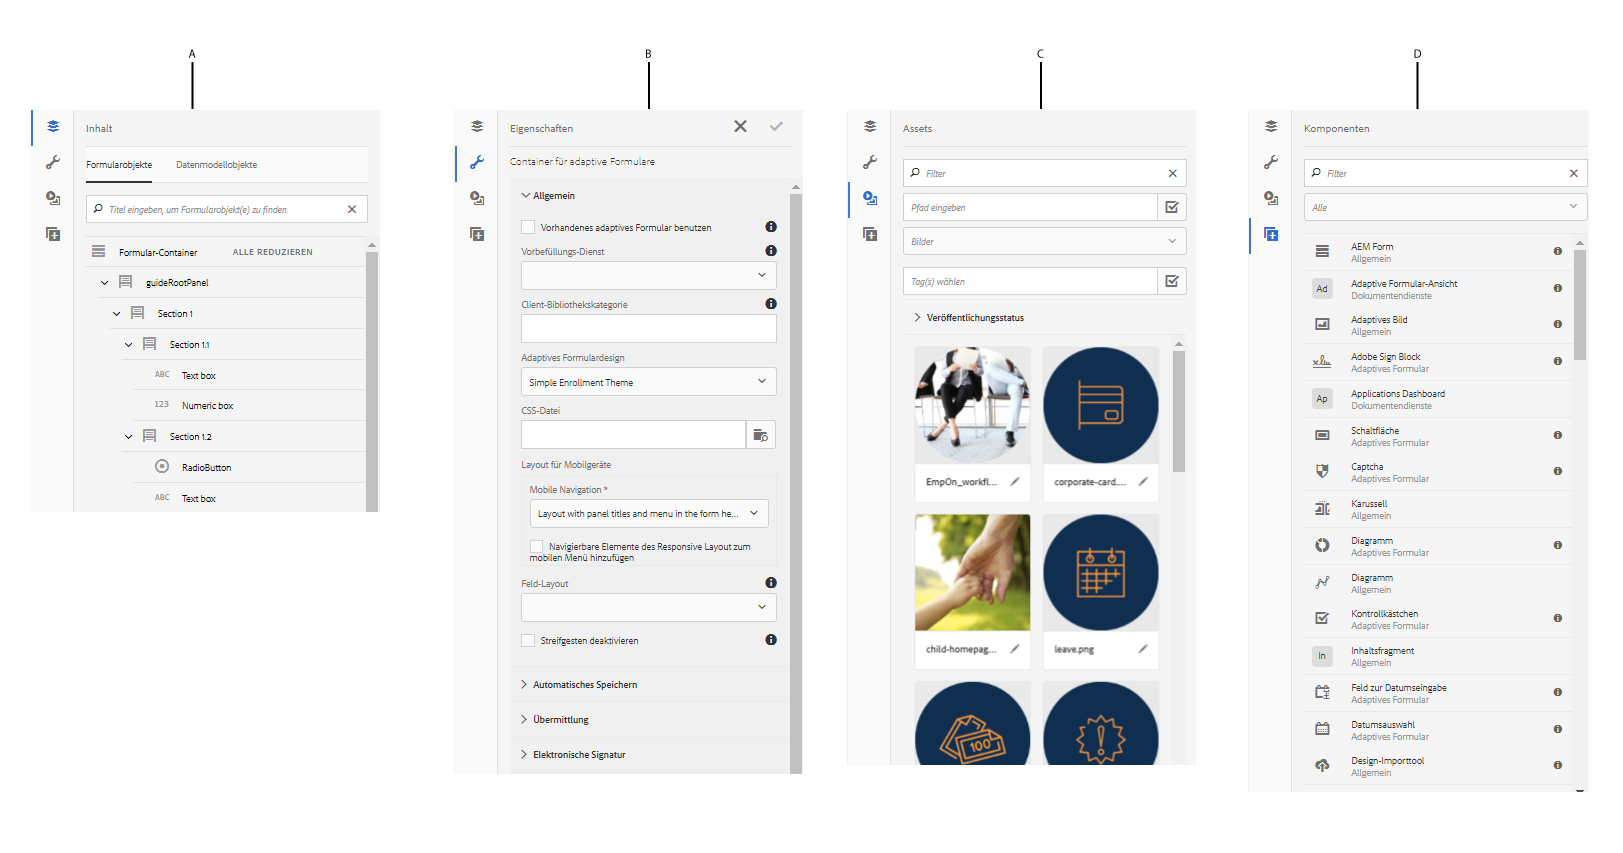 A
B
C
D
Inhalt
Formularobjekte
Datenmodellobjekte
Titel eingeben, um Formularobjekt(e) zu finden
Formular-Container
ALLE REDUZIEREN
guideRootPanel
Section 1
Section 1.1
ABC Text box
123 Numeric box
Section 1.2
RadioButton
ABC Text box
Eigenschaften
Container für adaptive Formulare
Allgemein
Vorhandenes adaptives Formular benutzen
Vorbefüllungs-Dienst
Client-Bibliothekskategorie
Adaptives Formulardesign
Simple Enrollment Theme
CSS-Datei
Layout für Mobilgeräte
Mobile Navigation *
Layout with panel titles and menu in the form he...
Navigierbare Elemente des Responsive Layout zum
mobilen Menü hinzufügen
Feld-Layout
Streifgesten deaktivieren
Automatisches Speichern
Übermittlung
Elektronische Signatur
Assets
Filter
Pfad eingeben
Bilder
Tag(s) wählen
Veröffentlichungsstatus
EmpOn_workfl...
corporate-card....
child-homepag...
leave.png
100
Komponenten
Filter
Alle
AEM Form
Allgemein
Ad
Adaptive Formular-Ansicht
Dokumentendienste
Adaptives Bild
Allgemein
Adobe Sign Block
Adaptives Formular
Ap
Applications Dashboard
Dokumentendienste
Schaltfläche
Adaptives Formular
Captcha
Adaptives Formular
Karussell
Allgemein
Diagramm
Adaptives Formular
Diagramm
Allgemein
Kontrollkästchen
Adaptives Formular
In
Inhaltsfragment
Allgemein
Feld zur Datumseingabe
Adaptives Formular
Datumsauswahl
Adaptives Formular
Design-Importtool
Allgemein